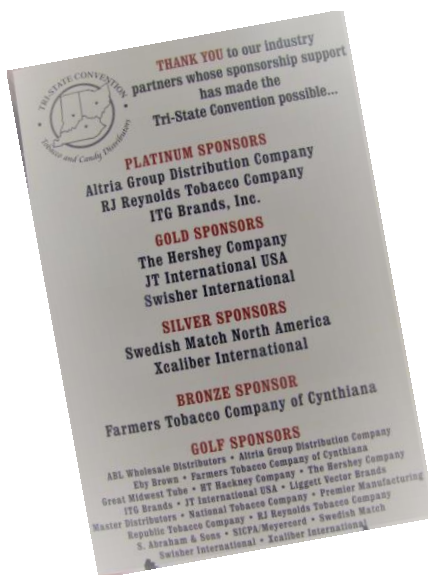 TRI-STATE CONVENTION
Tobacco and Candy Distributors
THANK YOU to our industry
partners whose sponsorship support
has made the
Tri-State Convention possible...
PLATINUM SPONSORS
Altria Group Distribution Company
RJ Reynolds Tobacco Company
ITG Brands, Inc.
GOLD SPONSORS
The Hershey Company
JT International USA
Swisher International
SILVER SPONSORS
Swedish Match North America
Xcaliber International
BRONZE SPONSOR
Farmers Tobacco Company of Cynthiana
GOLF SPONSORS
ABL Wholesale Distributors • Altria Group Distribution Company
Eby Brown • Farmers Tobacco Company of Cynthiana
Great Midwest Tube • HT Hackney Company • The Hershey Company
ITG Brands • JT International USA • Liggett Vector Brands
Master Distributors • National Tobacco Company • Premier Manufacturing
Republic Tobacco Company • RJ Reynolds Tobacco Company
S. Abraham & Sons • SICPA/Meyercord • Swedish Match
Swisher International • Xcaliber International